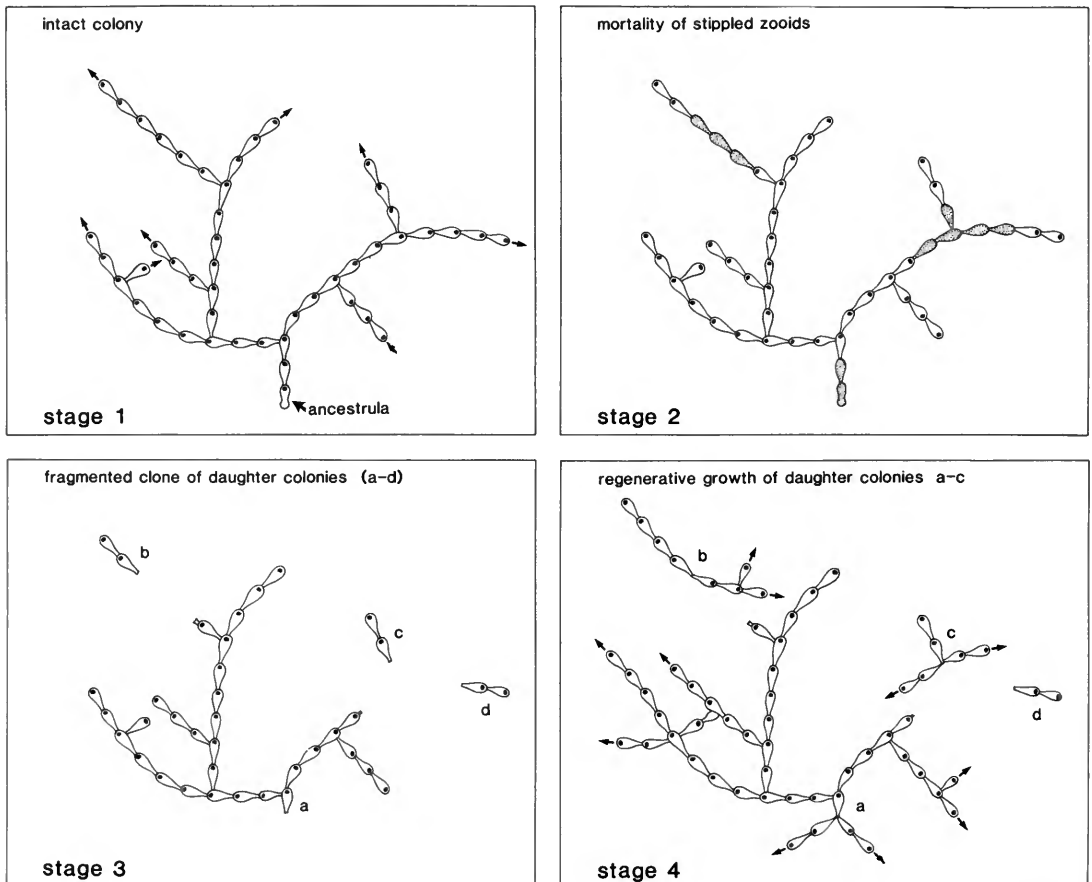 intact colony
ancestrula
stage 1
mortality of stippled zooids
stage 2
fragmented clone of daughter colonies (a-d)
b
c
d
a
stage 3
regenerative growth of daughter colonies a-c
b
c
d
a
stage 4